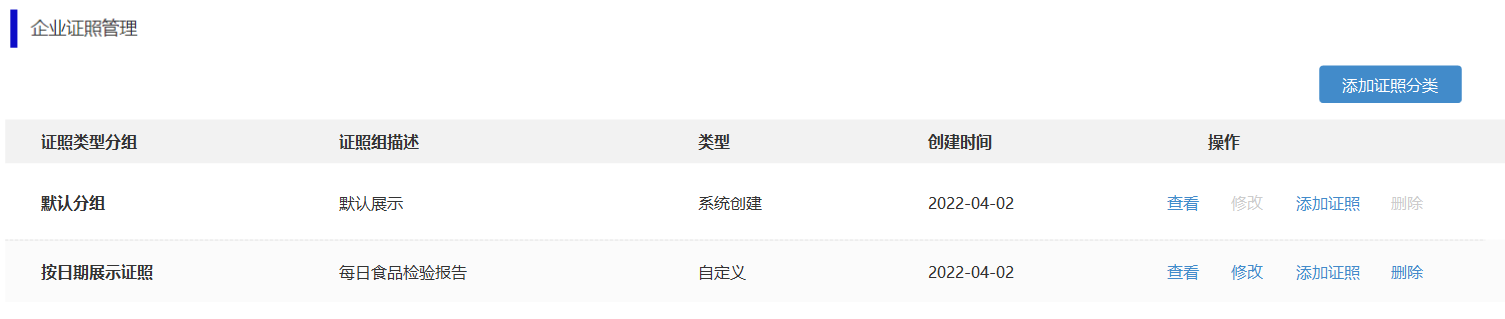 企业证照管理
添加证照分类
证照类型分组 证照组描述 类型 创建时间 操作
默认分组 默认展示 系统创建 2022-04-02 查看 修改 添加证照 删除
按日期展示证照 每日食品检验报告 自定义 2022-04-02 查看 修改 添加证照 删除